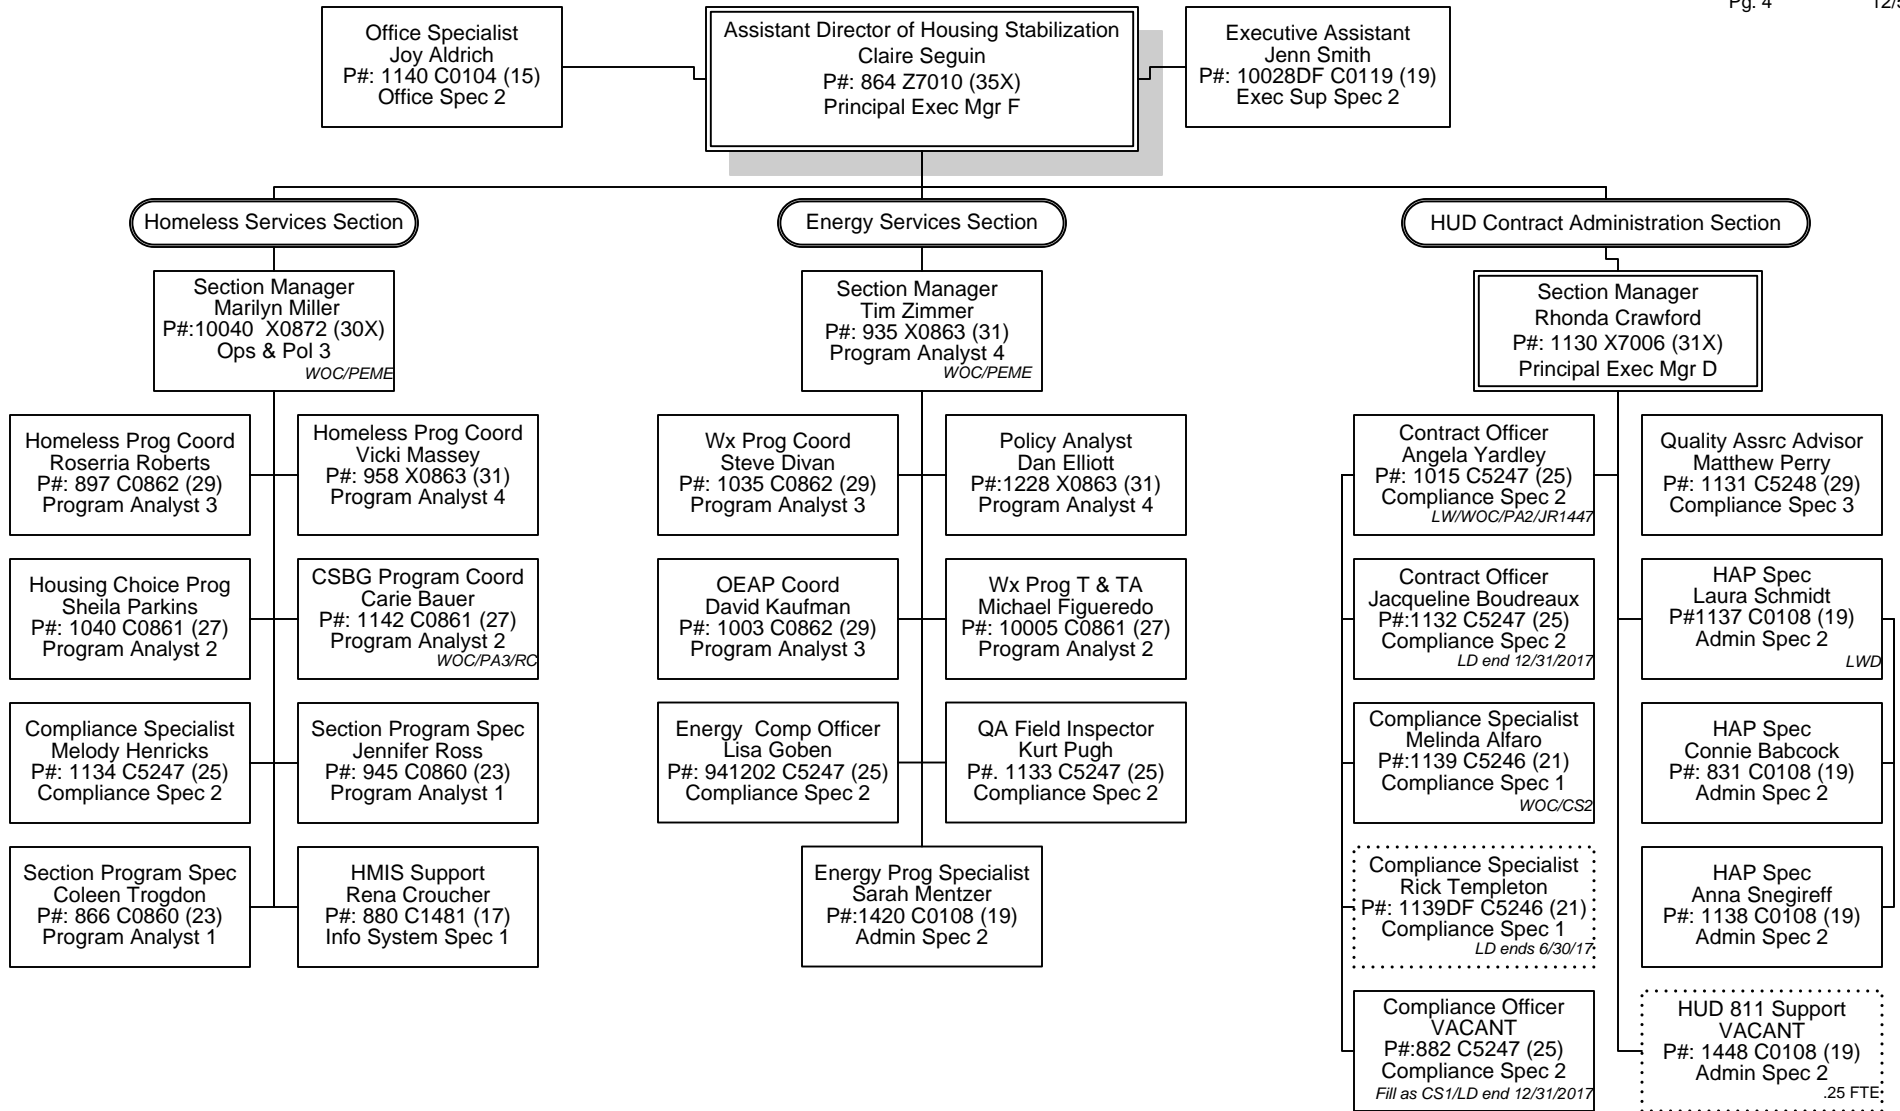 Pg. 4
Office Specialist
Joy Aldrich
P#: 1140 C0104 (15)
Office Spec 2
Assistant Director of Housing Stabilization
Claire Seguin
P#: 864 Z7010 (35X)
Principal Exec Mgr F
Executive Assistant
Jenn Smith
P#: 10028DF C0119 (19)
Exec Sup Spec 2
Homeless Services Section
Energy Services Section
HUD Contract Administration Section
Section Manager
Marilyn Miller
P#:10040 X0872 (30X)
Ops & Pol 3
WOC/PEME
Section Manager
Tim Zimmer
P#: 935 X0863 (31)
Program Analyst 4
WOC/PEME
Section Manager
Rhonda Crawford
P#: 1130 X7006 (31X)
Principal Exec Mgr D
Homeless Prog Coord
Roserria Roberts
P#: 897 C0862 (29)
Program Analyst 3
Homeless Prog Coord
Vicki Massey
P#: 958 X0863 (31)
Program Analyst 4
Wx Prog Coord
Steve Divan
P#: 1035 C0862 (29)
Program Analyst 3
Policy Analyst
Dan Elliott
P#:1228 X0863 (31)
Program Analyst 4
Contract Officer
Angela Yardley
P#: 1015 C5247 (25)
Compliance Spec 2
LW/WOC/PA2/JR1447
Quality Assrc Advisor
Matthew Perry
P#: 1131 C5248 (29)
Compliance Spec 3
Housing Choice Prog
Sheila Parkins
P#: 1040 C0861 (27)
Program Analyst 2
CSBG Program Coord
Carie Bauer
P#: 1142 C0861 (27)
Program Analyst 2
WOC/PA3/RC
OEAP Coord
David Kaufman
P#: 1003 C0862 (29)
Program Analyst 3
Wx Prog T & TA
Michael Figueredo
P#: 10005 C0861 (27)
Program Analyst 2
Contract Officer
Jacqueline Boudreaux
P#:1132 C5247 (25)
Compliance Spec 2
LD end 12/31/2017
HAP Spec
Laura Schmidt
P#1137 C0108 (19)
Admin Spec 2
LWD
Compliance Specialist
Melody Henricks
P#: 1134 C5247 (25)
Compliance Spec 2
Section Program Spec
Jennifer Ross
P#: 945 C0860 (23)
Program Analyst 1
Energy Comp Officer
Lisa Goben
P#: 941202 C5247 (25)
Compliance Spec 2
QA Field Inspector
Kurt Pugh
P#. 1133 C5247 (25)
Compliance Spec 2
Compliance Specialist
Melinda Alfaro
P#:1139 C5246 (21)
Compliance Spec 1
WOC/CS2
HAP Spec
Connie Babcock
P#: 831 C0108 (19)
Admin Spec 2
Section Program Spec
Coleen Trogdon
P#: 866 C0860 (23)
Program Analyst 1
HMIS Support
Rena Croucher
P#: 880 C1481 (17)
Info System Spec 1
Energy Prog Specialist
Sarah Mentzer
P#:1420 C0108 (19)
Admin Spec 2
Compliance Specialist
Rick Templeton
P#: 1139DF C5246 (21)
Compliance Spec 1
LD ends 6/30/17
HAP Spec
Anna Snegireff
P#: 1138 C0108 (19)
Admin Spec 2
Compliance Officer
VACANT
P#:882 C5247 (25)
Compliance Spec 2
Fill as CS1/LD end 12/31/2017
HUD 811 Support
VACANT
P#: 1448 C0108 (19)
Admin Spec 2
.25 FTE